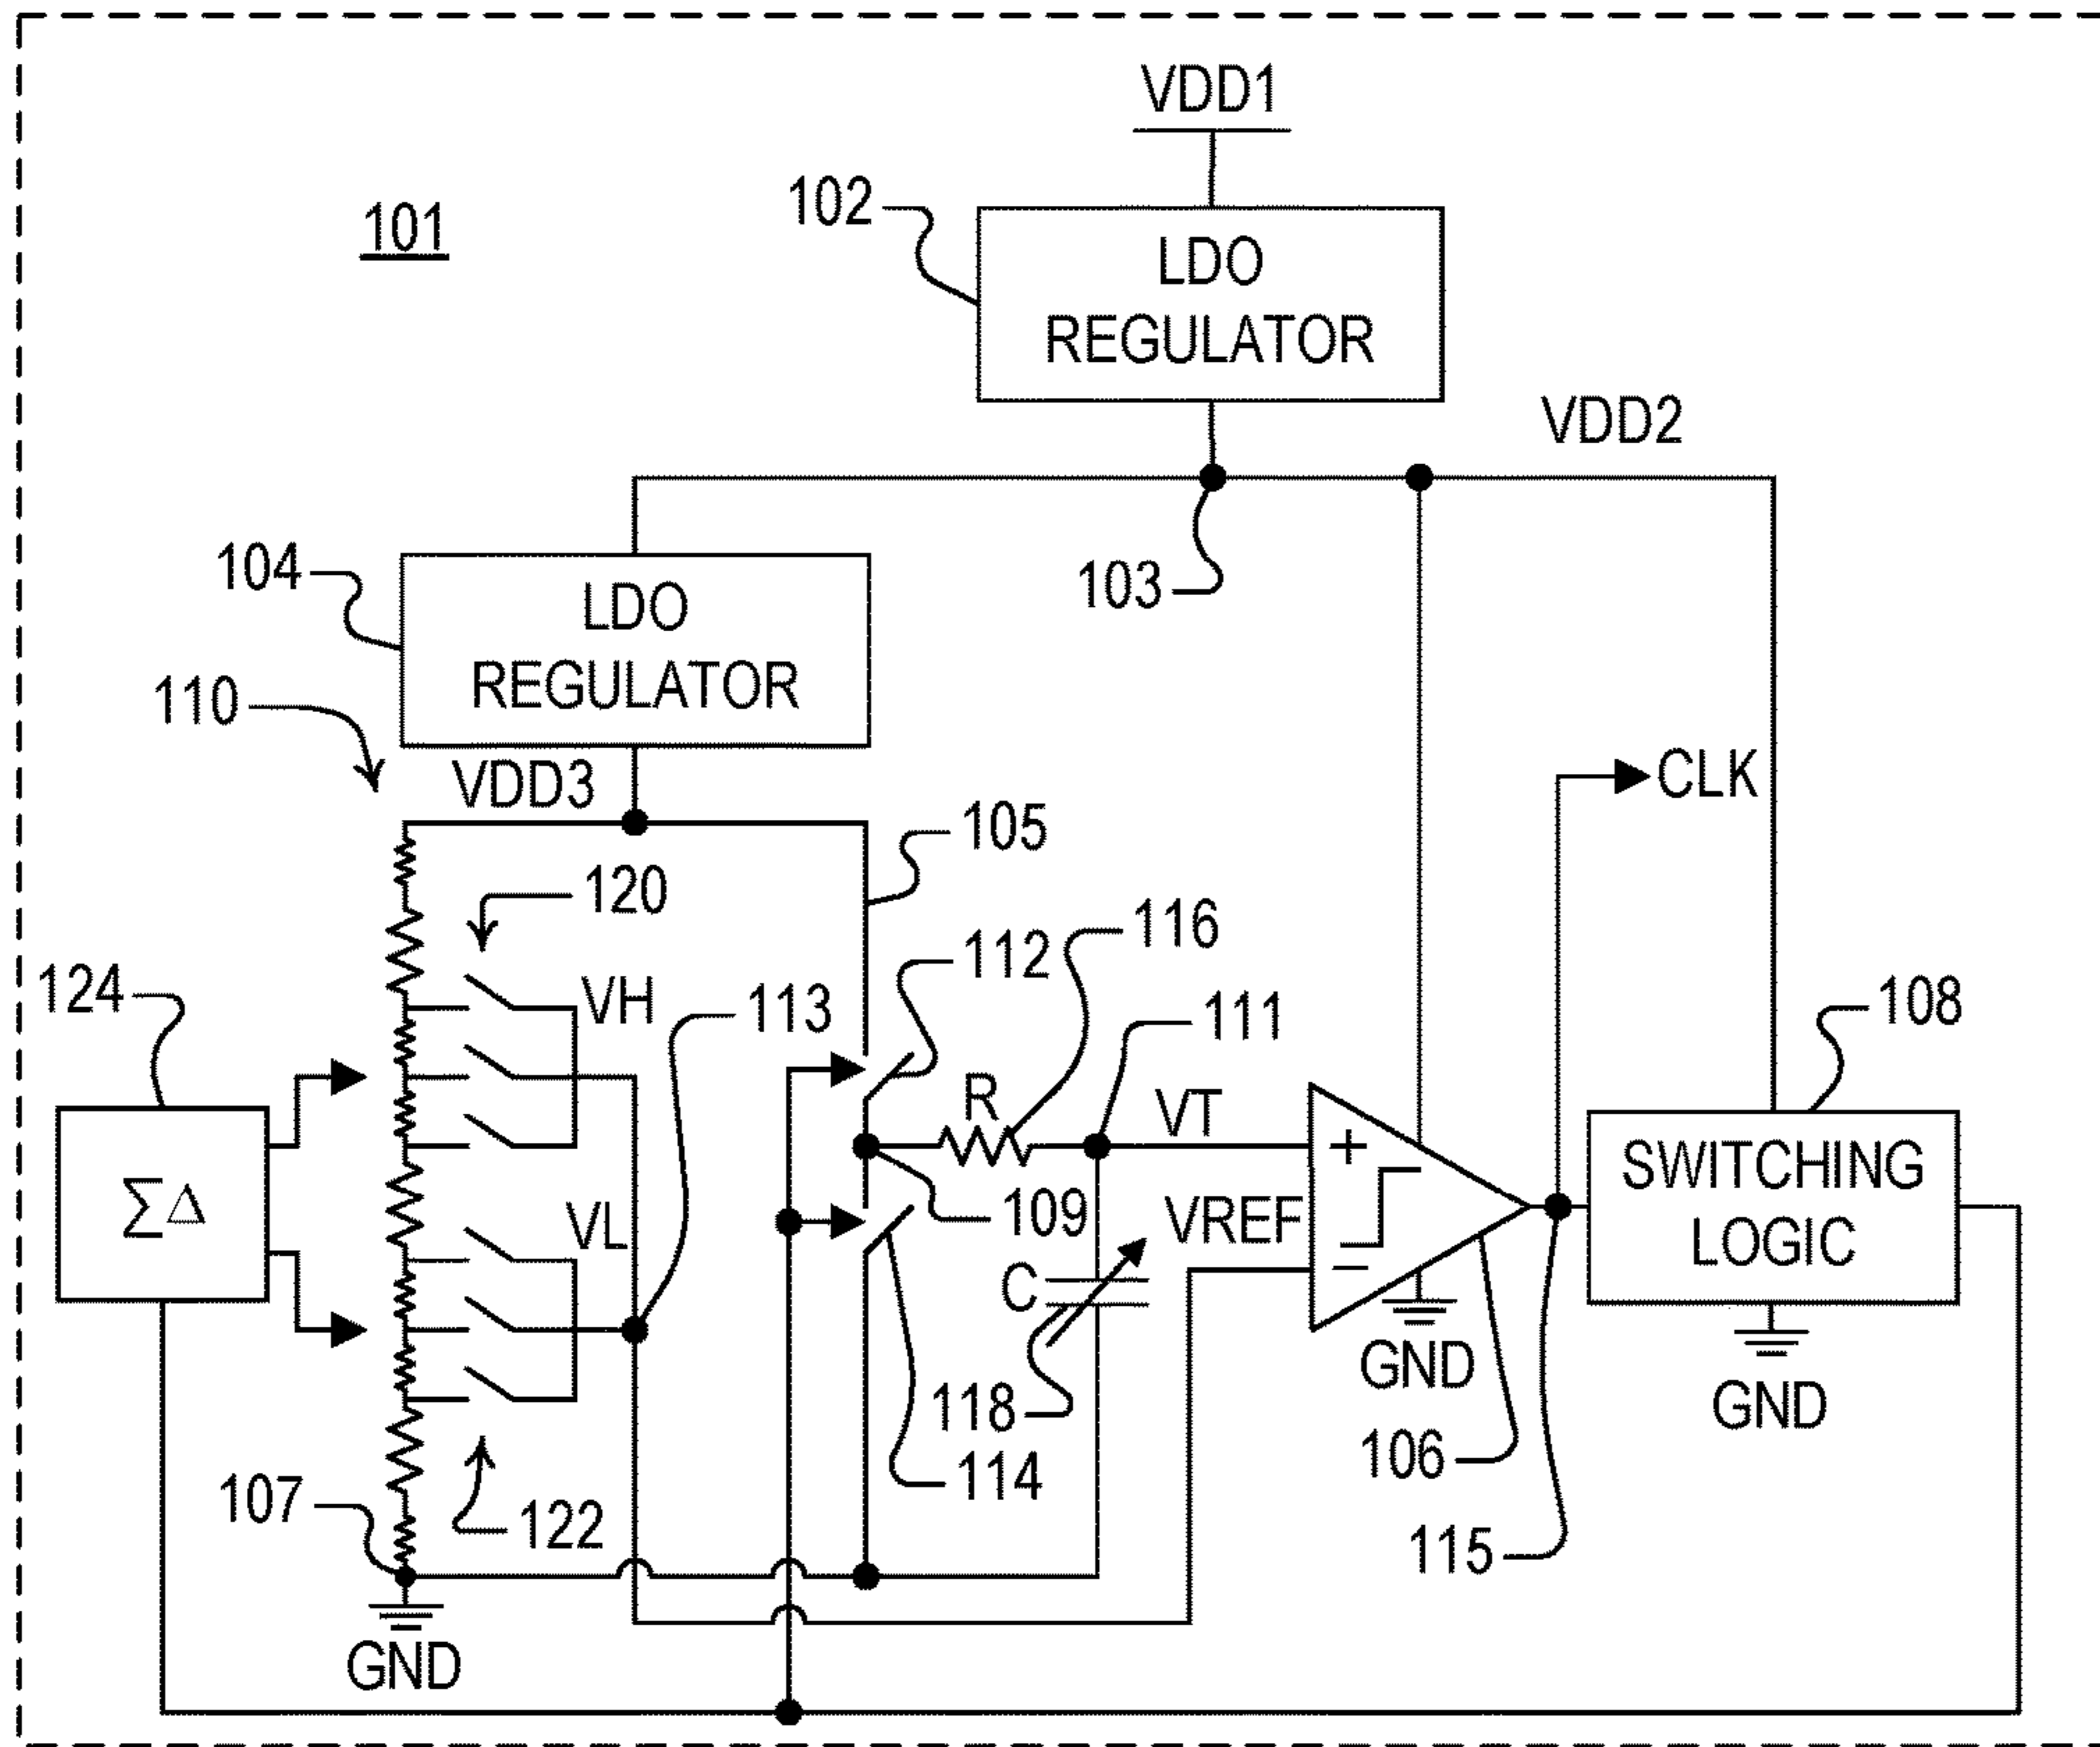 VDD1
102
101
LDO
REGULATOR
VDD2
104
LDO
REGULATOR
103
110
VDD3
CLK
105
120
116
112
124
VH
113
111
108
R
VT
ΣΔ
SWITCHING
LOGIC
109
VREF
VL
+
−
C
GND
GND
118
106
114
107
122
115
GND